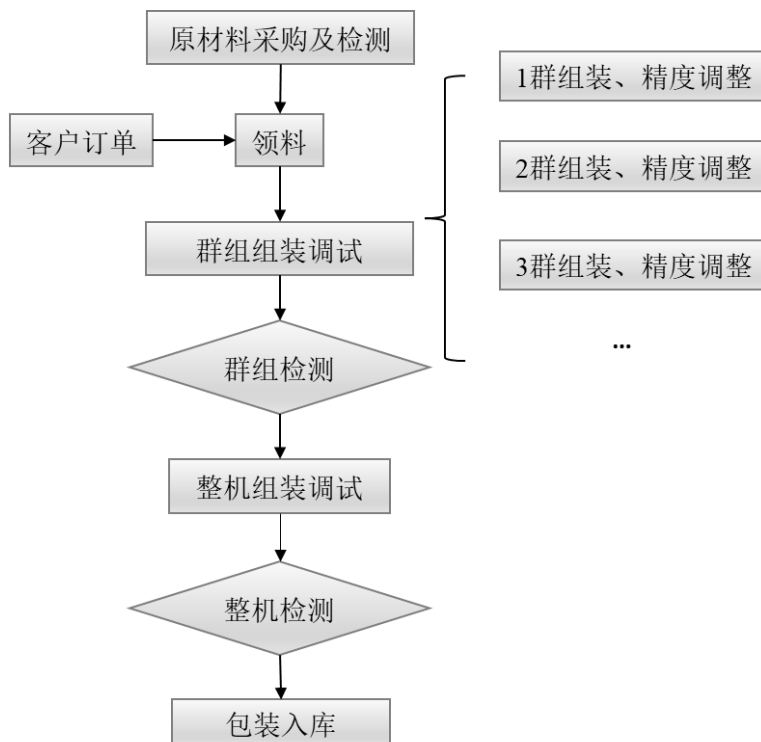 原材料采购及检测
客户订单
领料
群组组装调试
1群组装、精度调整
2群组装、精度调整
3群组装、精度调整
...
群组检测
整机组装调试
整机检测
包装入库